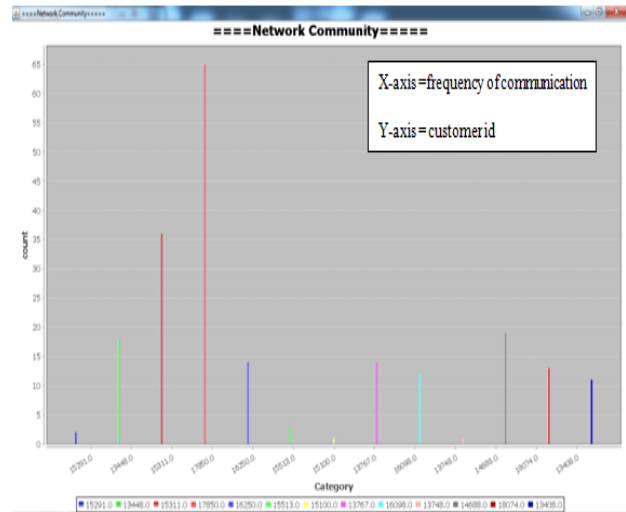 ====Network Community=====
====Network Community=====
X-axis=frequency of communication
Y-axis=customer id
65
60
55
50
45
40
35
30
25
20
15
10
5
0
count
15291.0 13448.0 15311.0 17850.0 16250.0 15513.0 15100.0 13767.0 16098.0 13748.0 14688.0 18074.0 13408.0
Category
15291.0 13448.0 15311.0 17850.0 16250.0 15513.0 15100.0 13767.0 16098.0 13748.0 14688.0 18074.0 13408.0